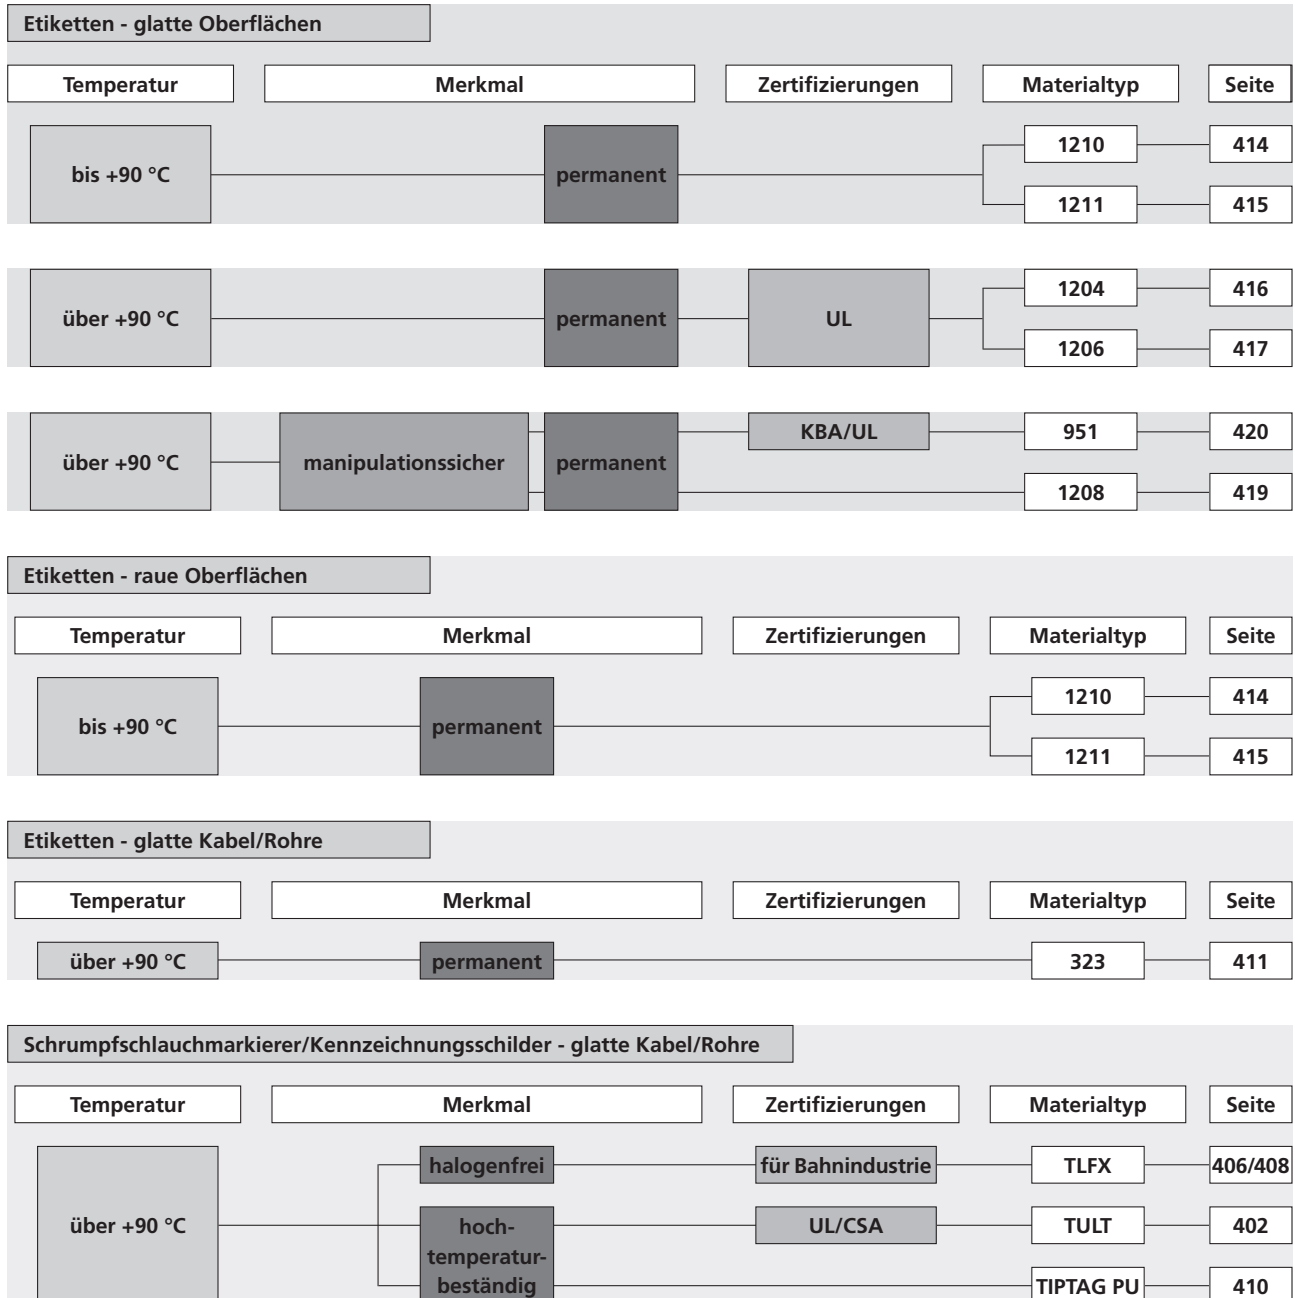 Etiketten - glatte Oberflächen
Temperatur Merkmal Zertifizierungen Materialtyp Seite
1210 414
bis +90 °C permanent
1211 415
1204 416
über +90 °C permanent UL
1206 417
KBA/UL 951 420
über +90 °C manipulationssicher permanent
1208 419
Etiketten - raue Oberflächen
Temperatur Merkmal Zertifizierungen Materialtyp Seite
1210 414
bis +90 °C permanent
1211 415
Etiketten - glatte Kabel/Rohre
Temperatur Merkmal Zertifizierungen Materialtyp Seite
über +90 °C permanent 323 411
Schrumpfschlauchmarkierer/Kennzeichnungsschilder - glatte Kabel/Rohre
Temperatur Merkmal Zertifizierungen Materialtyp Seite
halogenfrei für Bahnindustrie TLFX 406/408
über +90 °C hoch- UL/CSA TULT 402
temperatur-
beständig TIPTAG PU 410